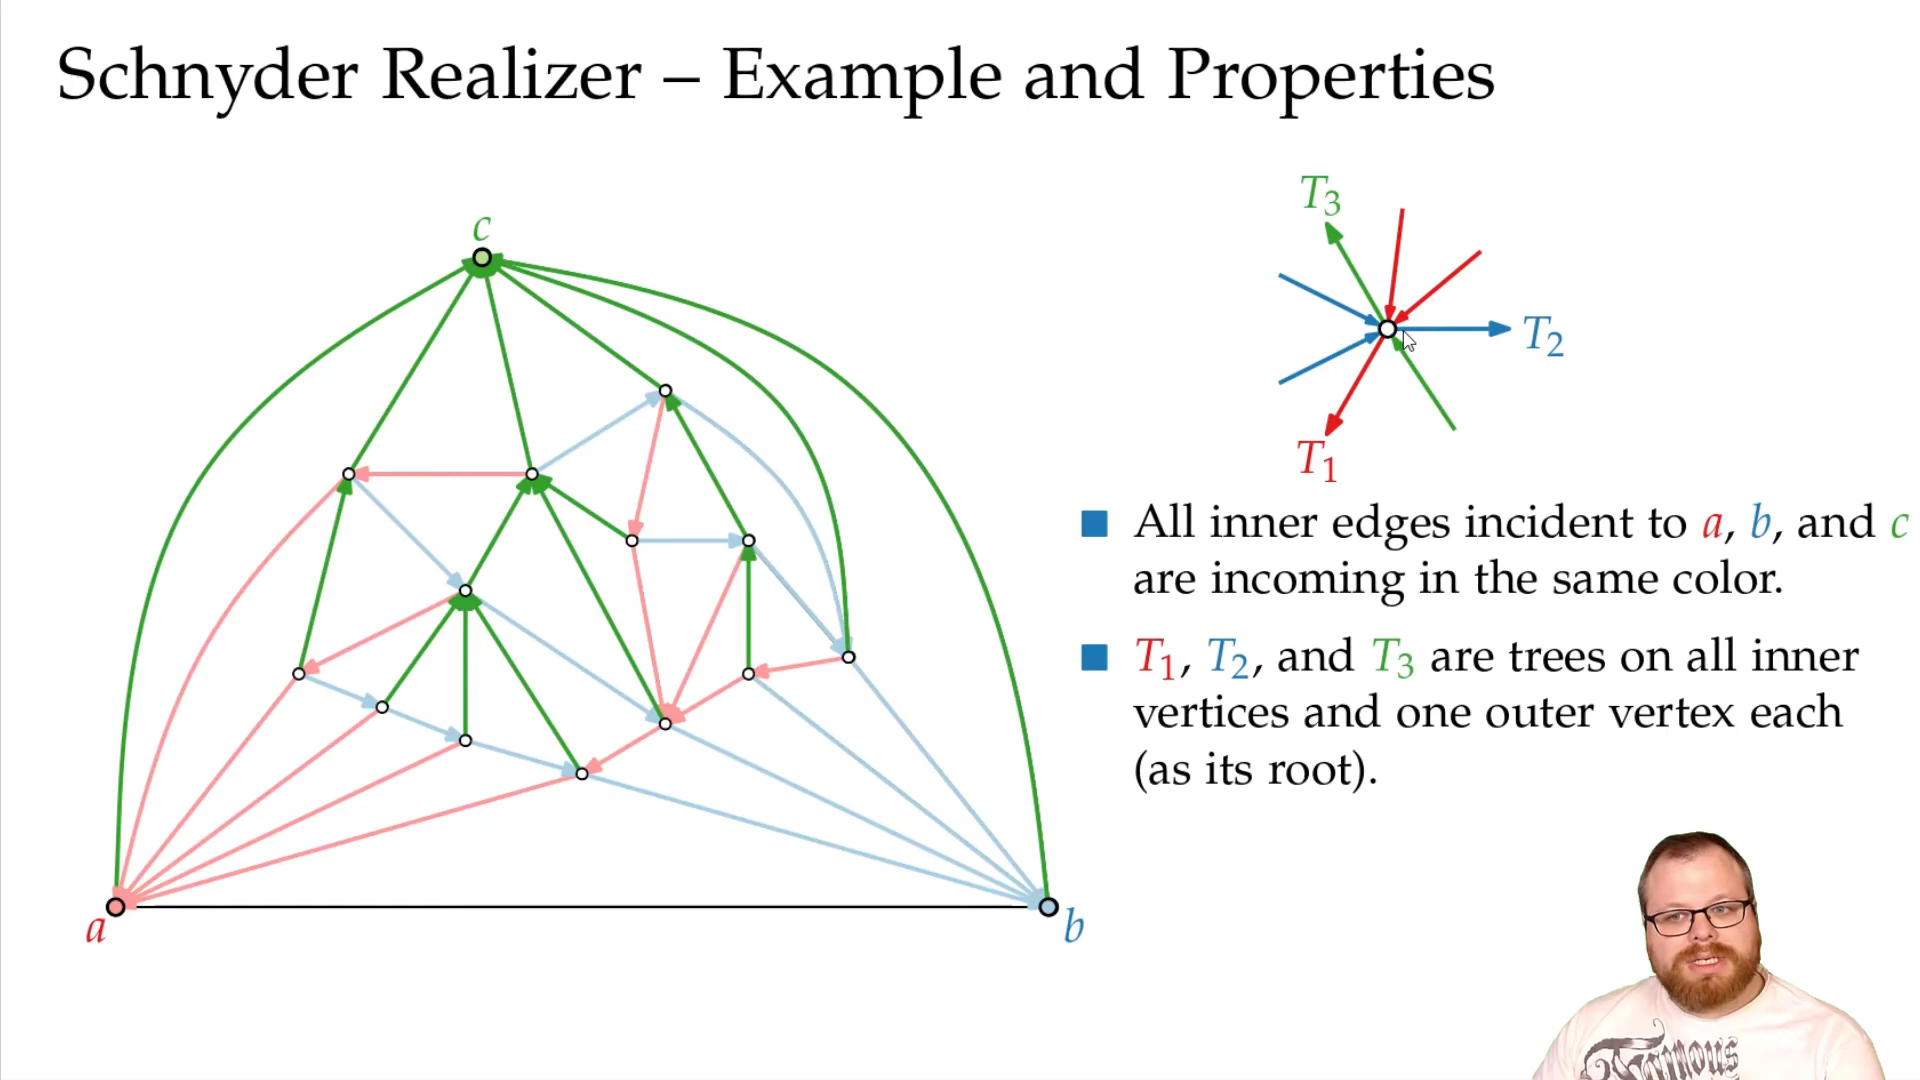 Schnyder Realizer – Example and Properties
c
a
b
T₃
T₂
T₁
All inner edges incident to a, b, and c
are incoming in the same color.
T₁, T₂, and T₃ are trees on all inner
vertices and one outer vertex each
(as its root).
Famous